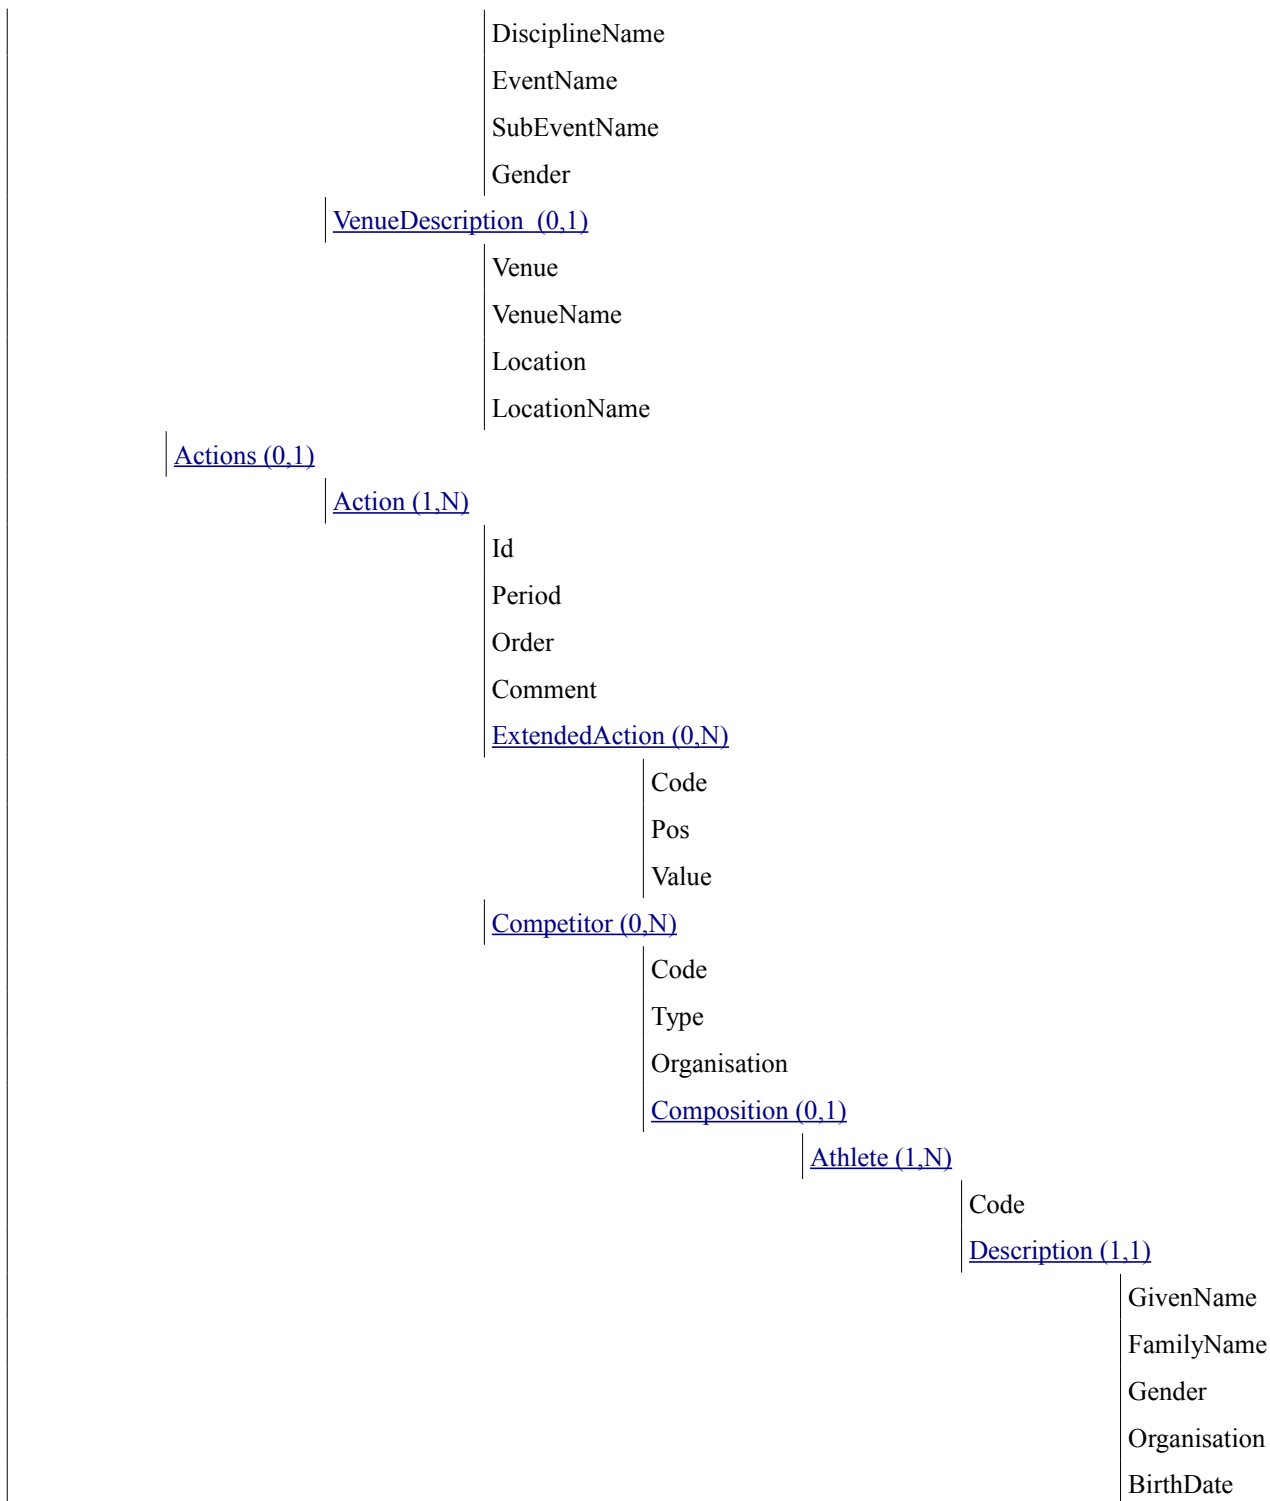 DisciplineName
EventName
SubEventName
Gender
VenueDescription  (0,1)
Venue
VenueName
Location
LocationName
Actions (0,1)
Action (1,N)
Id
Period
Order
Comment
ExtendedAction (0,N)
Code
Pos
Value
Competitor (0,N)
Code
Type
Organisation
Composition (0,1)
Athlete (1,N)
Code
Description (1,1)
GivenName
FamilyName
Gender
Organisation
BirthDate